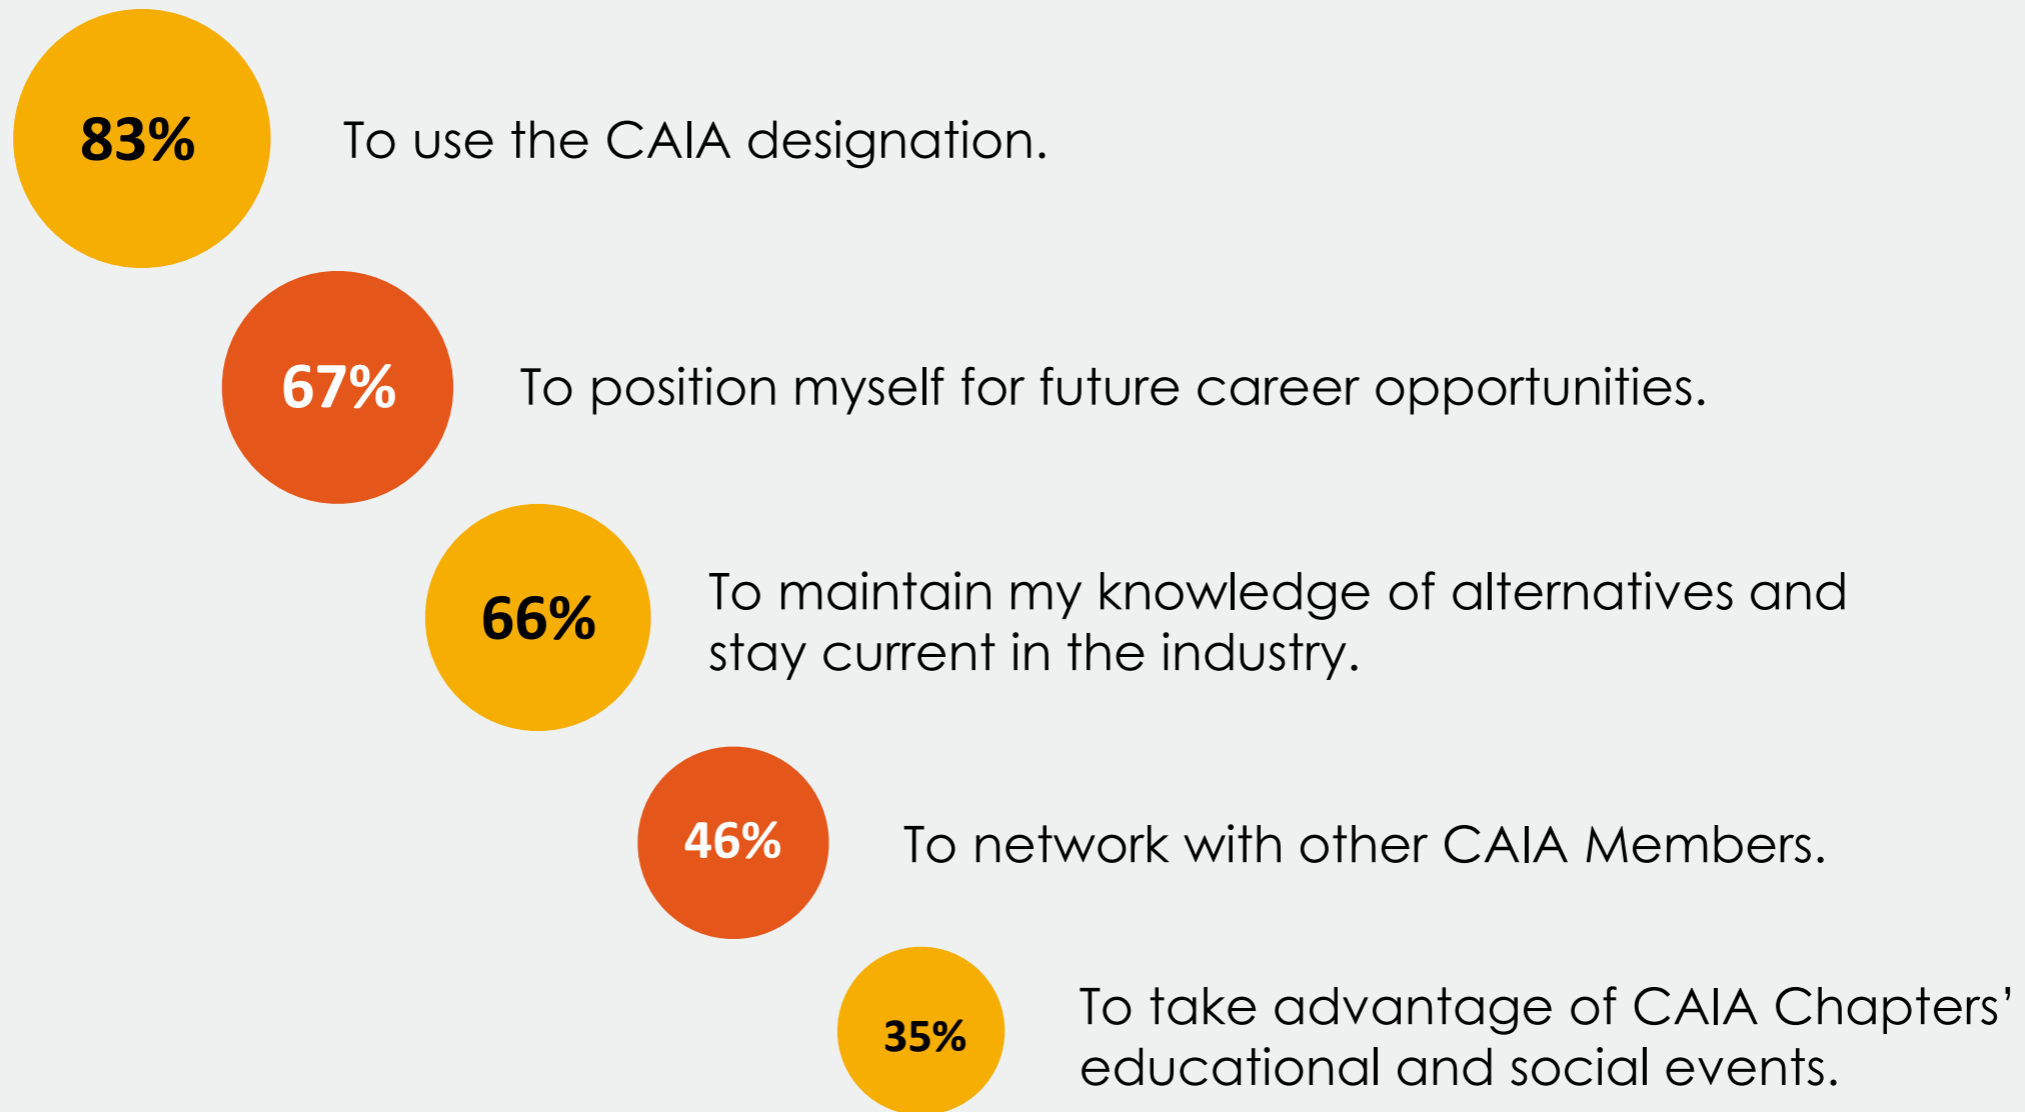 83%
To use the CAIA designation.
67%
To position myself for future career opportunities.
66%
To maintain my knowledge of alternatives and
stay current in the industry.
46%
To network with other CAIA Members.
35%
To take advantage of CAIA Chapters’
educational and social events.